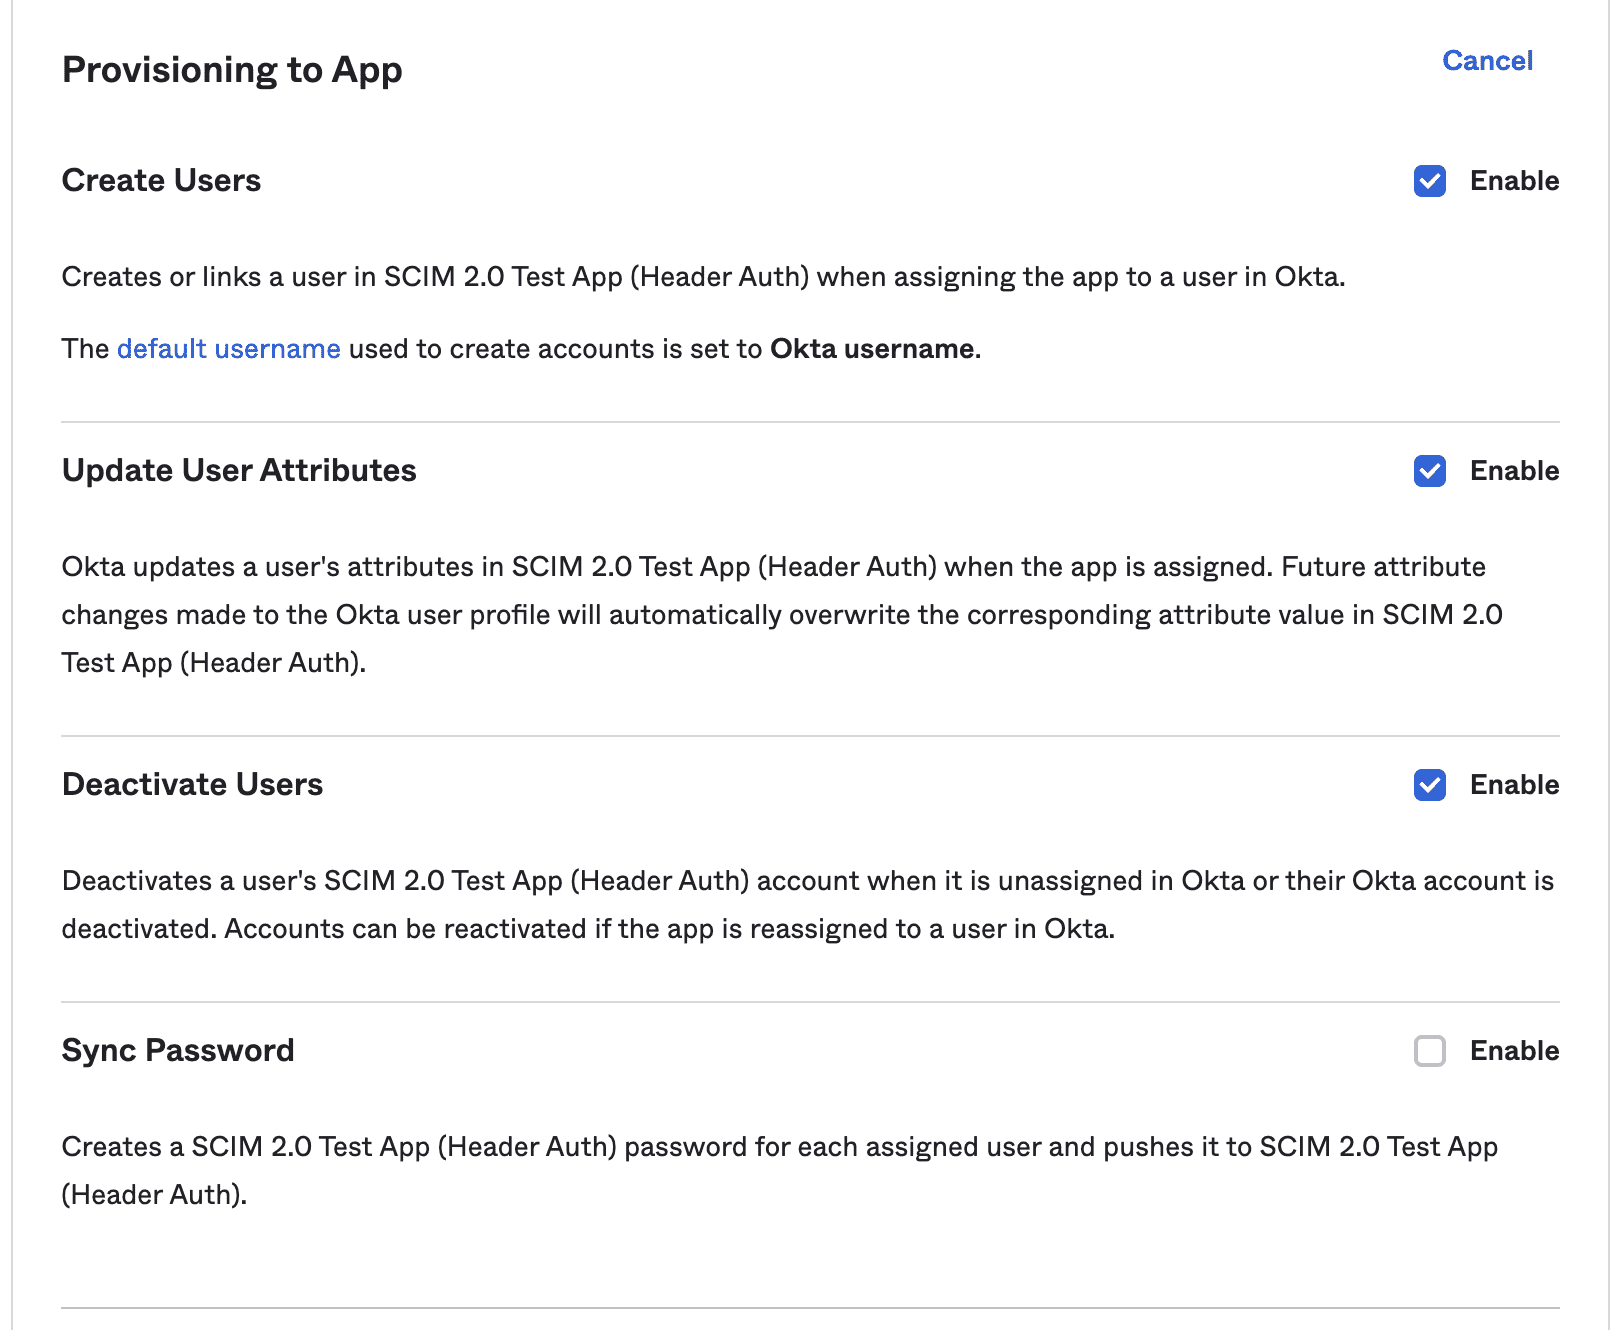 Provisioning to App
Cancel
Create Users
Enable
Creates or links a user in SCIM 2.0 Test App (Header Auth) when assigning the app to a user in Okta.
The default username used to create accounts is set to Okta username.
Update User Attributes
Enable
Okta updates a user's attributes in SCIM 2.0 Test App (Header Auth) when the app is assigned. Future attribute
changes made to the Okta user profile will automatically overwrite the corresponding attribute value in SCIM 2.0
Test App (Header Auth).
Deactivate Users
Enable
Deactivates a user's SCIM 2.0 Test App (Header Auth) account when it is unassigned in Okta or their Okta account is
deactivated. Accounts can be reactivated if the app is reassigned to a user in Okta.
Sync Password
Enable
Creates a SCIM 2.0 Test App (Header Auth) password for each assigned user and pushes it to SCIM 2.0 Test App
(Header Auth).